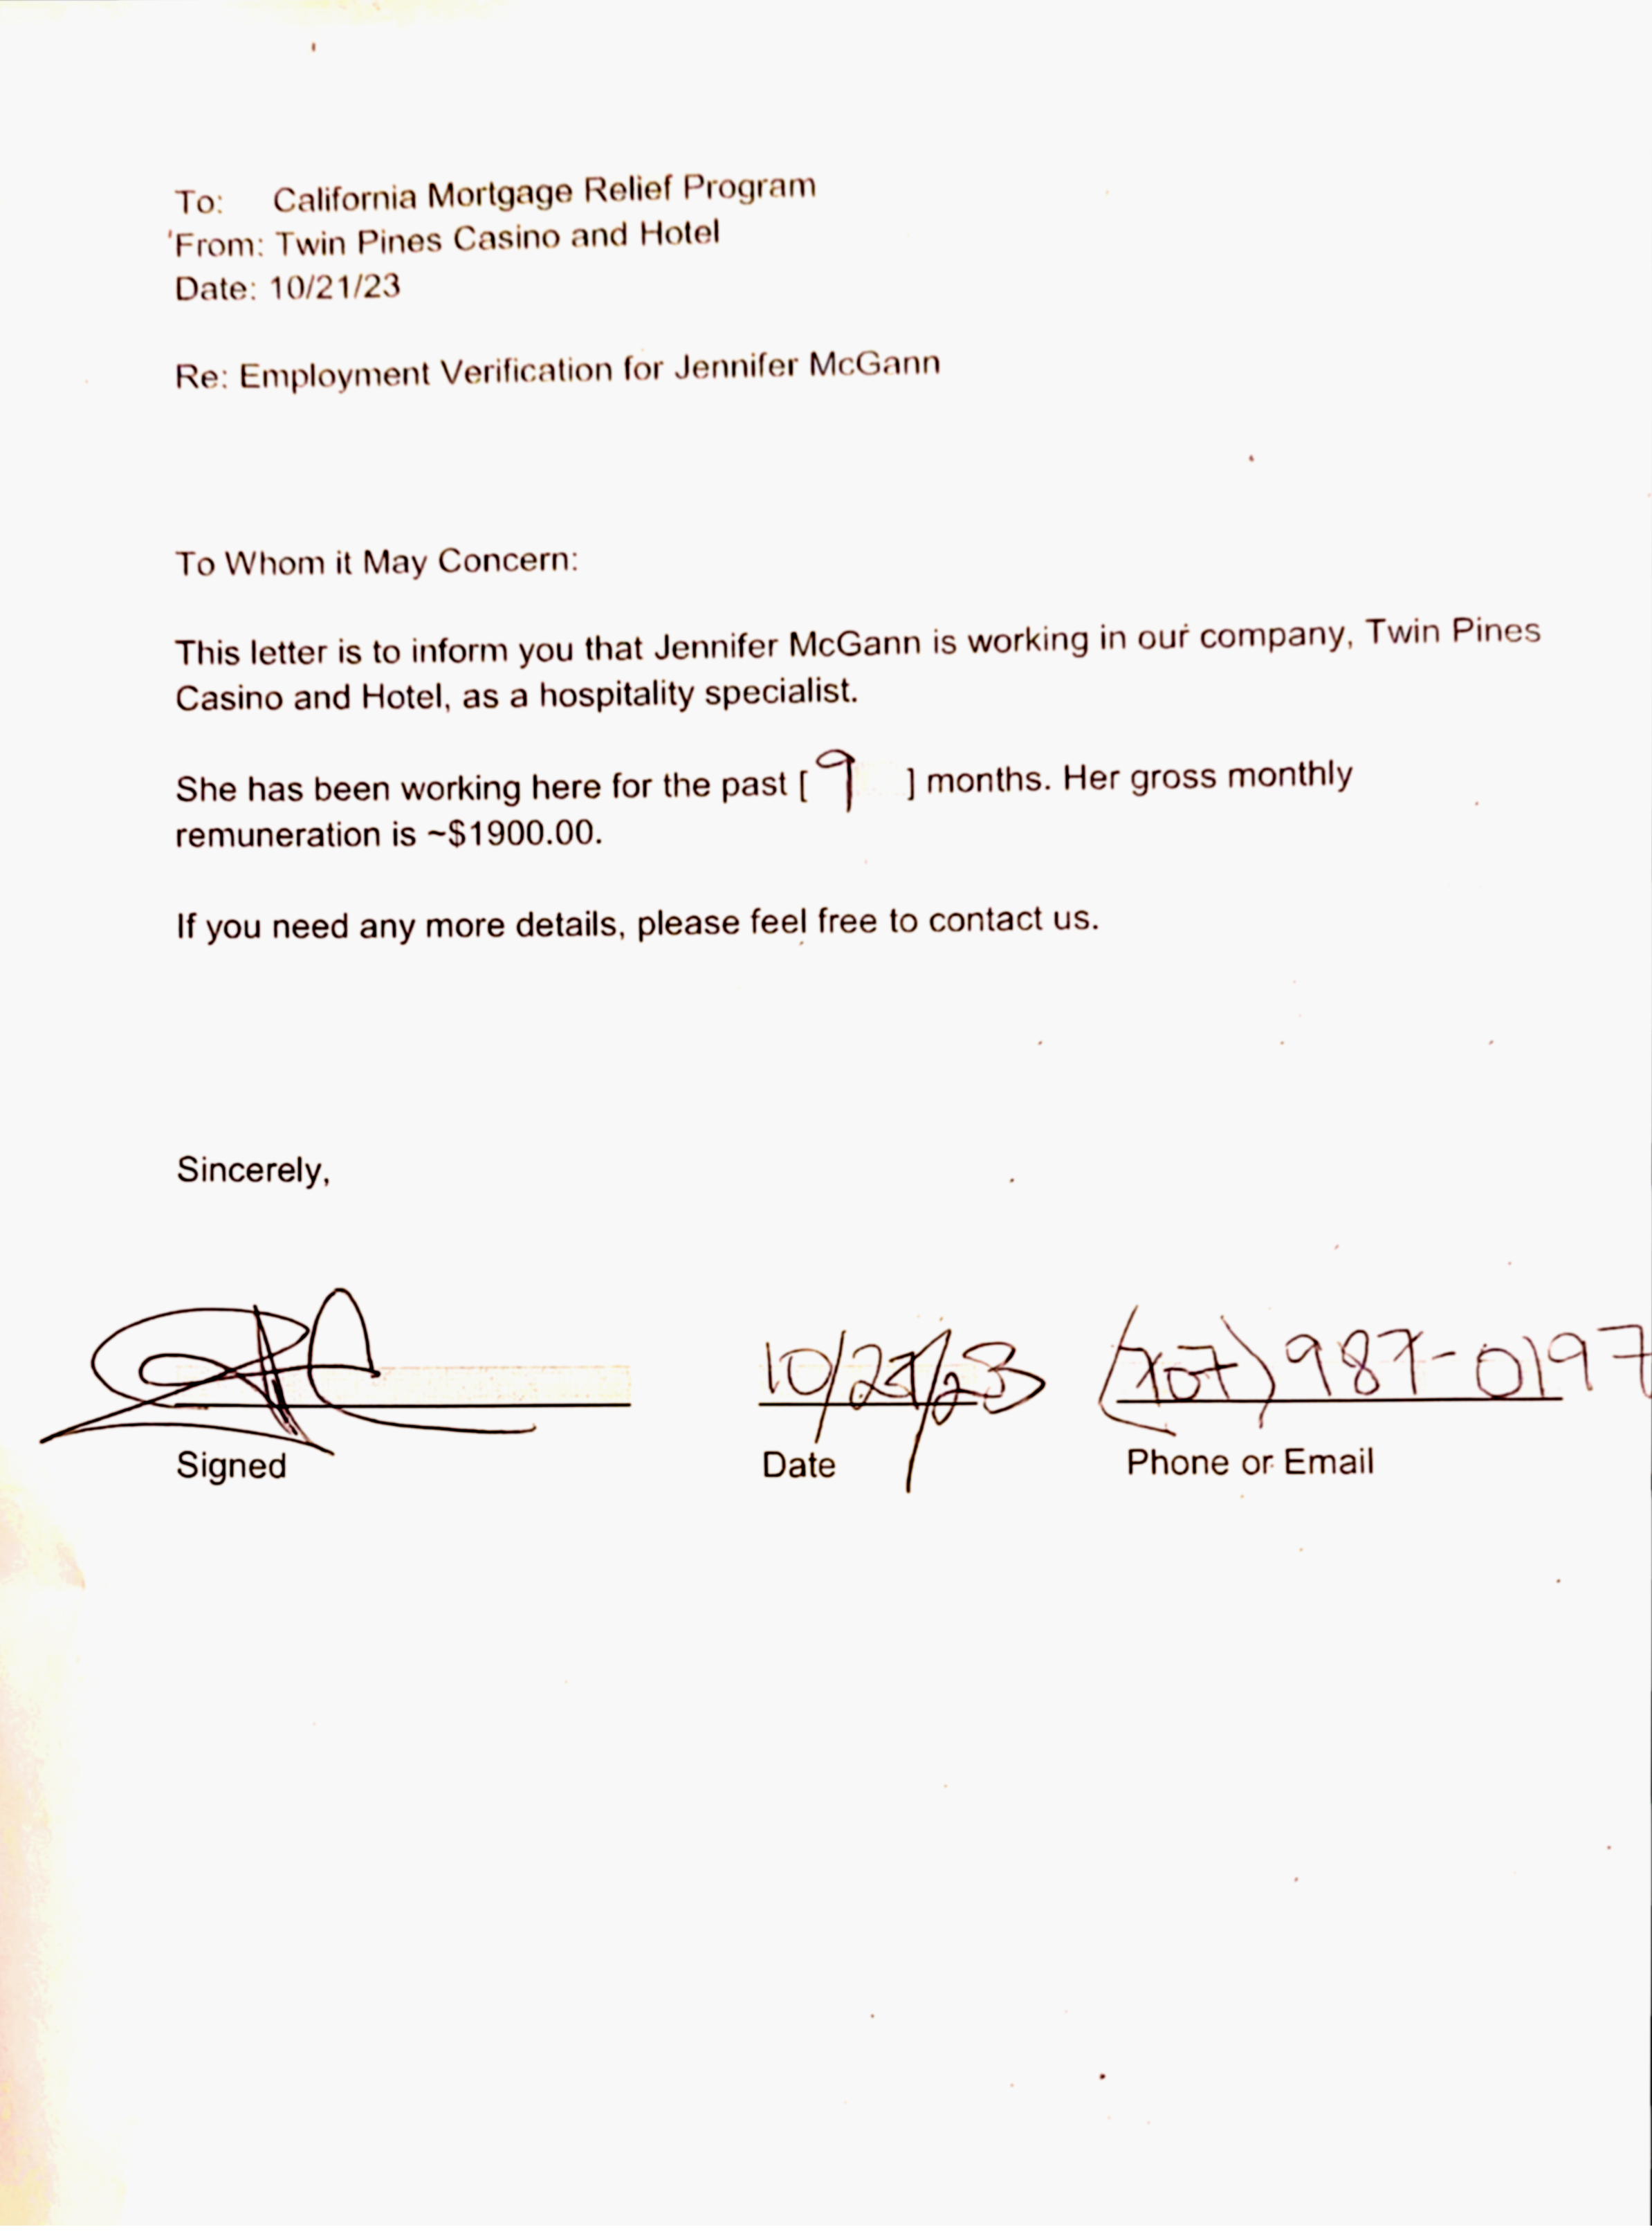 To: California Mortgage Relief Program
From: Twin Pines Casino and Hotel
Date: 10/21/23
Re: Employment Verification for Jennifer McGann
To Whom it May Concern:
This letter is to inform you that Jennifer McGann is working in our company, Twin Pines
Casino and Hotel, as a hospitality specialist.
She has been working here for the past [ 9 ] months. Her gross monthly
remuneration is ~$1900.00.
If you need any more details, please feel free to contact us.
Sincerely,
(707) 987-0197
Signed Date Phone or Email